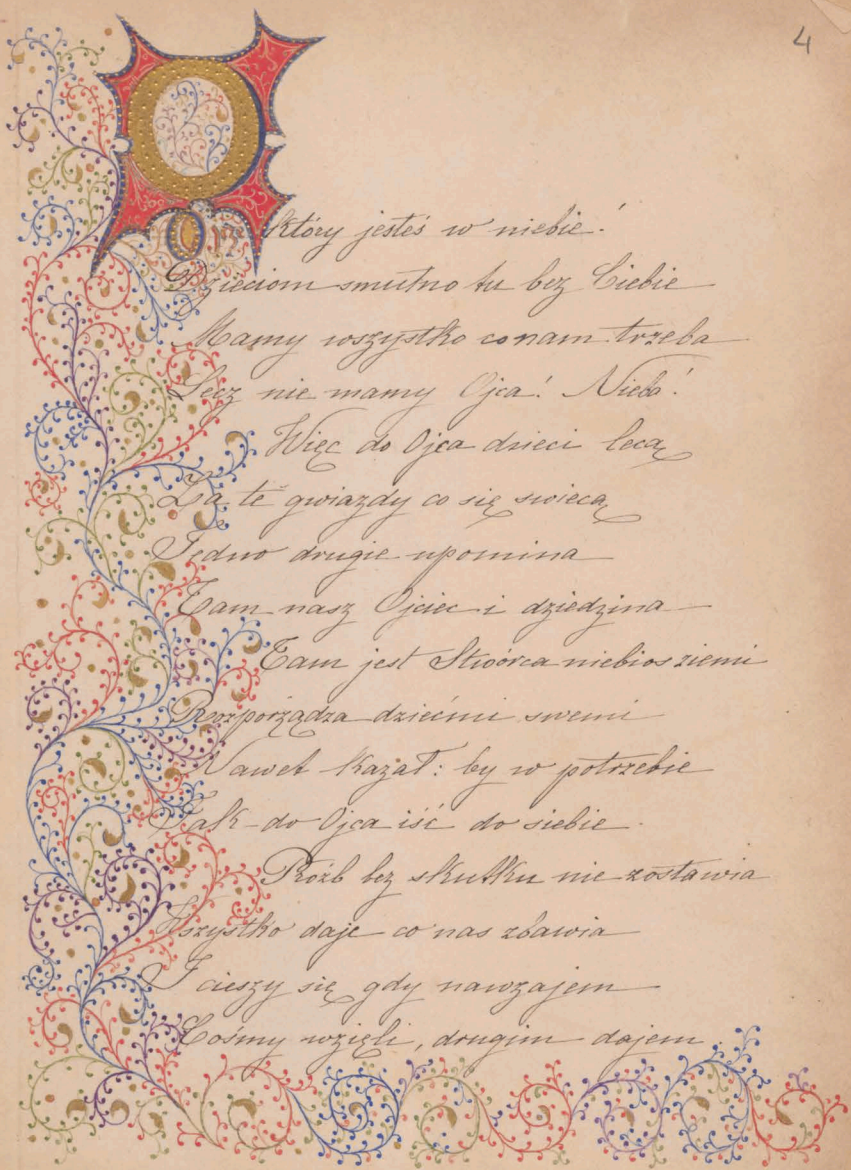 4
On który jesteś w niebie!
Dzieciom smutno tu bez Ciebie
Mamy wszystko co nam trzeba
Lecz nie mamy Ojca! Nieba!
Więc do Ojca dzieci lecą
Za te gwiazdy co się świecą
Jedno drugie upomina
Tam nasz Ojciec i dziedzina
Tam jest Stwórca niebios ziemi
Rozporządza dziećmi swemi
Nawet kazał: by w potrzebie
Jak do Ojca iść do siebie
Próżb bez skutku nie zostawia
Wszystko daje co nas zbawia
I cieszy się gdy nawzajem
Cośmy wzięli, drugim dajem